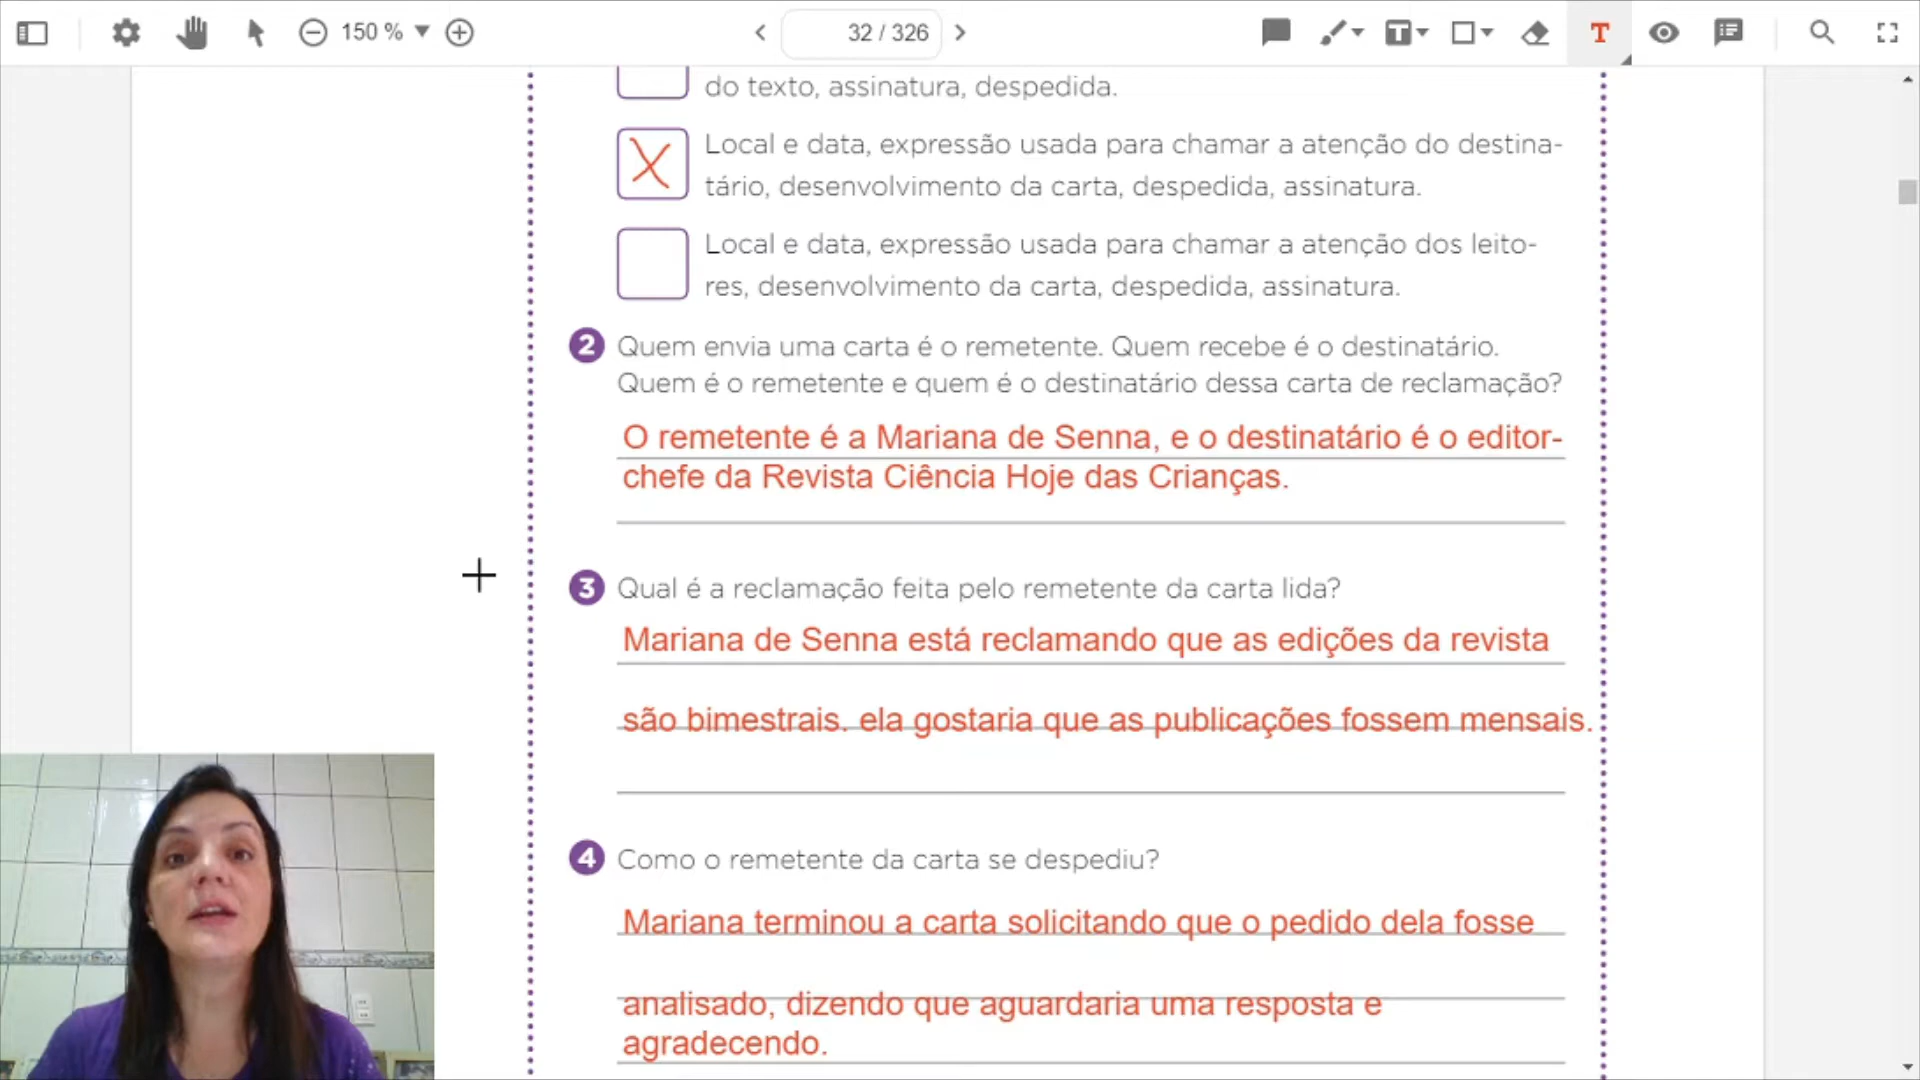 150 %
32 / 326
T
T
do texto, assinatura, despedida.
X
Local e data, expressão usada para chamar a atenção do destina-
tário, desenvolvimento da carta, despedida, assinatura.
Local e data, expressão usada para chamar a atenção dos leito-
res, desenvolvimento da carta, despedida, assinatura.
2 Quem envia uma carta é o remetente. Quem recebe é o destinatário.
Quem é o remetente e quem é o destinatário dessa carta de reclamação?
O remetente é a Mariana de Senna, e o destinatário é o editor-
chefe da Revista Ciência Hoje das Crianças.
3 Qual é a reclamação feita pelo remetente da carta lida?
Mariana de Senna está reclamando que as edições da revista
são bimestrais. ela gostaria que as publicações fossem mensais.
4 Como o remetente da carta se despediu?
Mariana terminou a carta solicitando que o pedido dela fosse
analisado, dizendo que aguardaria uma resposta e
agradecendo.